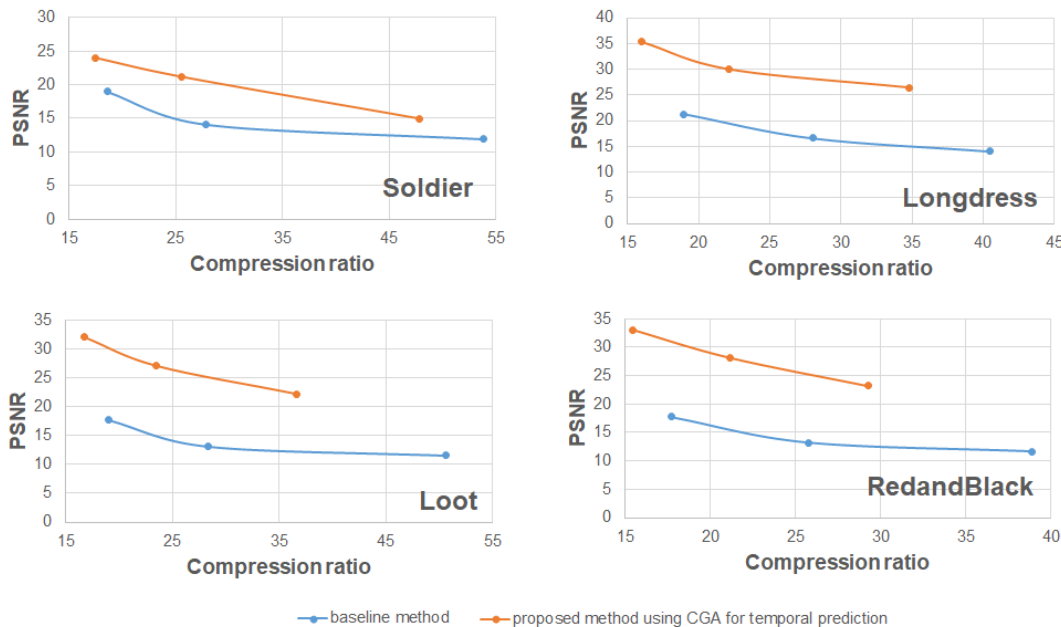 30
25
20
15
10
5
0
PSNR
Soldier
15 25 35 45 55
Compression ratio
40
35
30
25
20
15
10
5
0
PSNR
Longdress
15 20 25 30 35 40 45
Compression ratio
35
30
25
20
15
10
5
0
PSNR
Loot
15 25 35 45 55
Compression ratio
35
30
25
20
15
10
5
0
PSNR
RedandBlack
15 20 25 30 35 40
Compression ratio
baseline method proposed method using CGA for temporal prediction